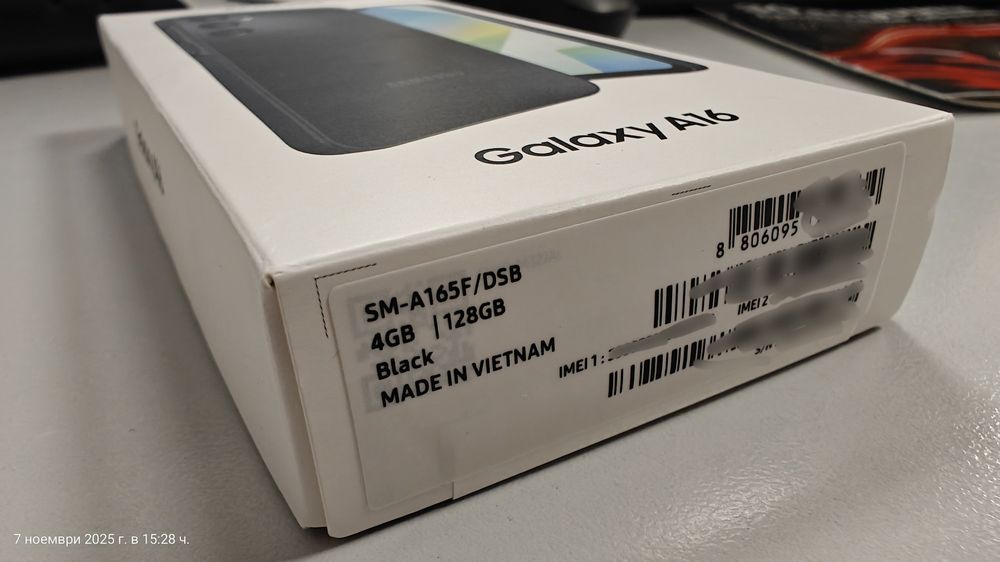 SAMSUNG
Galaxy A16
SM-A165F/DSB
4GB | 128GB
Black
MADE IN VIETNAM
8 806095
IMEI 2
IMEI 1:
S/N
7 ноември 2025 г. в 15:28 ч.